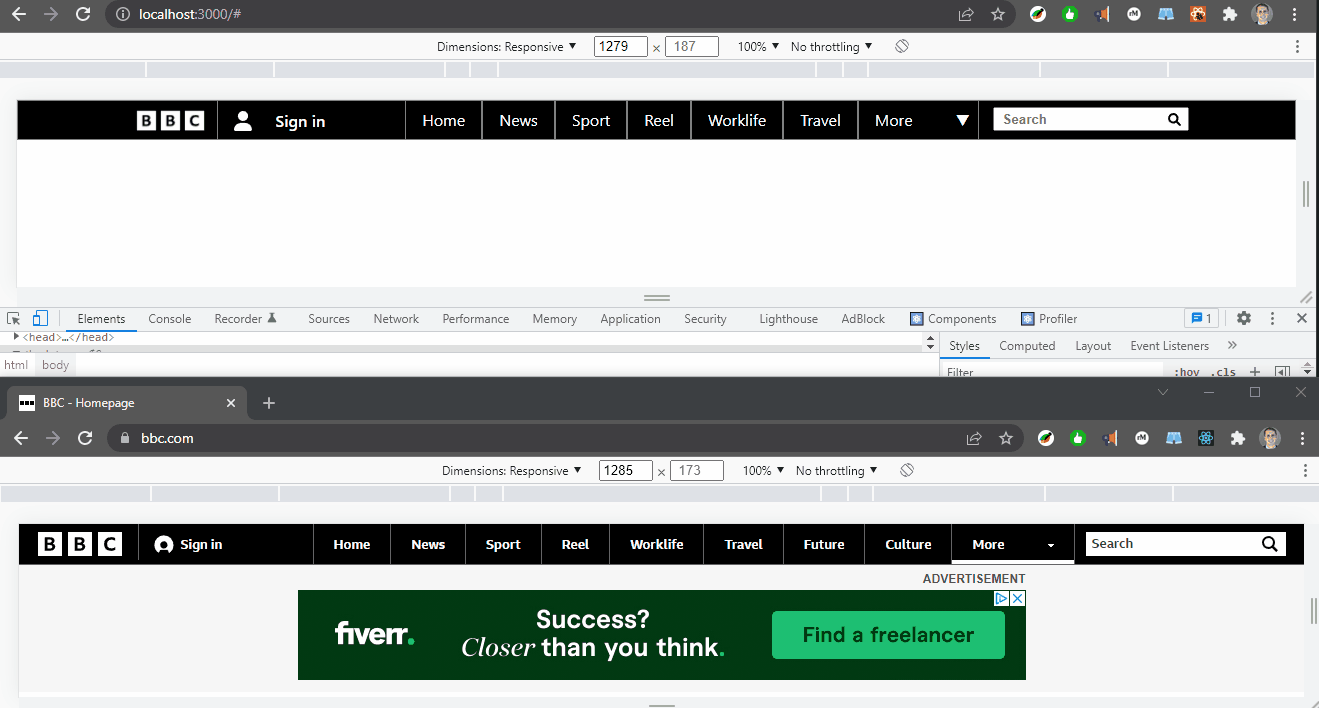 localhost:3000/#
Dimensions: Responsive ▼ 1279 × 187 100% ▼ No throttling ▼
BBC Sign in Home News Sport Reel Worklife Travel More ▼ Search
Elements Console Recorder Sources Network Performance Memory Application Security Lighthouse AdBlock Components Profiler 1
<head>…</head>
Styles Computed Layout Event Listeners »
html body
Filter :hov .cls +
BBC - Homepage × +
bbc.com
Dimensions: Responsive ▼ 1285 × 173 100% ▼ No throttling ▼
BBC Sign in Home News Sport Reel Worklife Travel Future Culture More Search
ADVERTISEMENT
fiverr.
Success?
Closer than you think.
Find a freelancer